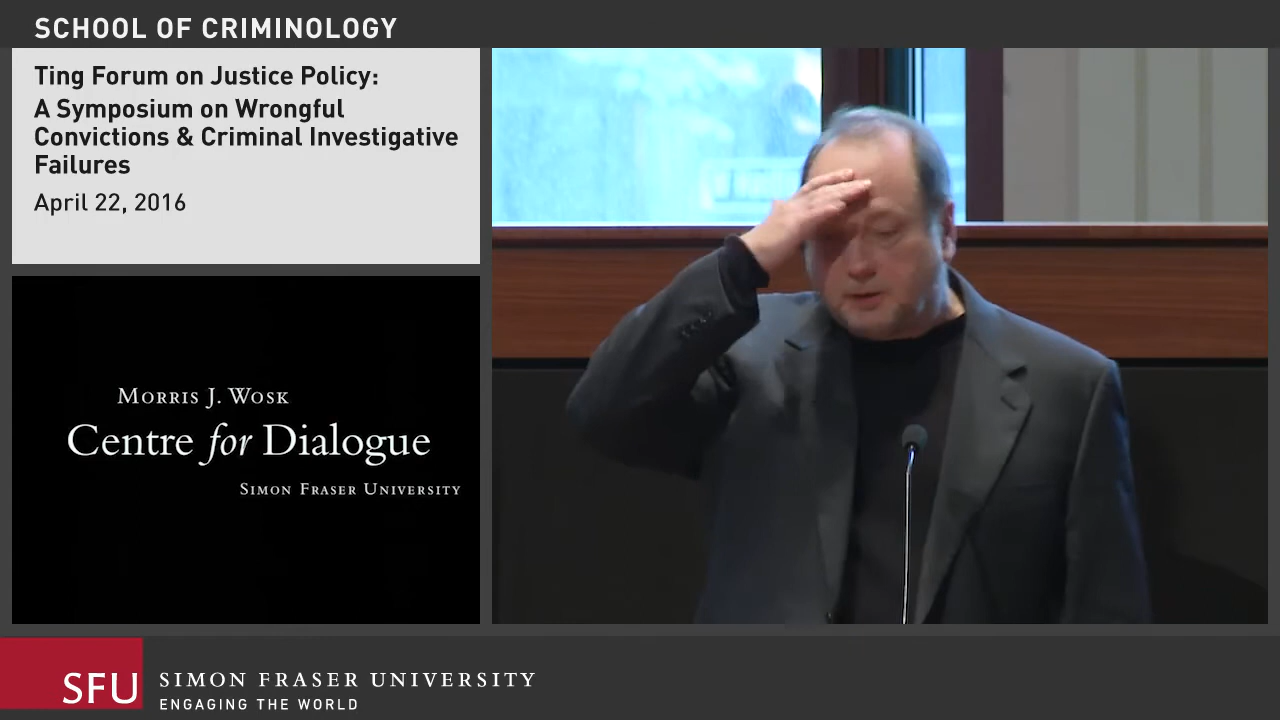 SCHOOL OF CRIMINOLOGY
Ting Forum on Justice Policy:
A Symposium on Wrongful
Convictions & Criminal Investigative
Failures
April 22, 2016
MORRIS J. WOSK
Centre for Dialogue
SIMON FRASER UNIVERSITY
SFU
SIMON FRASER UNIVERSITY
ENGAGING THE WORLD